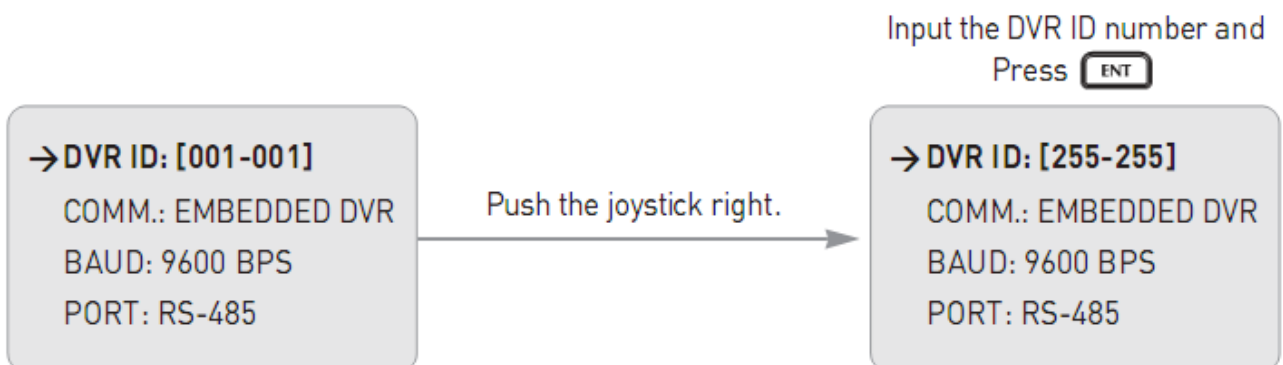 Input the DVR ID number and
Press ENT
→DVR ID: [001-001]
COMM.: EMBEDDED DVR
BAUD: 9600 BPS
PORT: RS-485
Push the joystick right.
→DVR ID: [255-255]
COMM.: EMBEDDED DVR
BAUD: 9600 BPS
PORT: RS-485